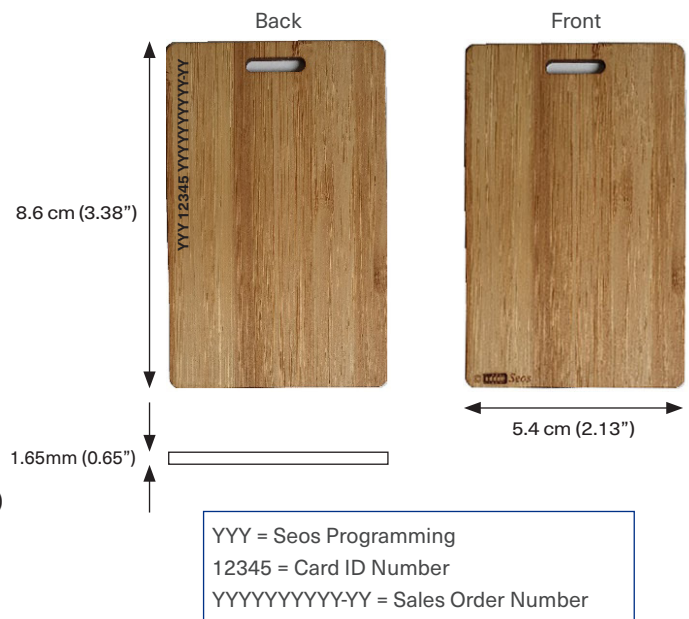 Back
Front
YYY 12345 YYYYYYYYYY-YY
8.6 cm (3.38”)
Seos
5.4 cm (2.13”)
1.65mm (0.65”)
)
YYY = Seos Programming
12345 = Card ID Number
YYYYYYYYYY-YY = Sales Order Number